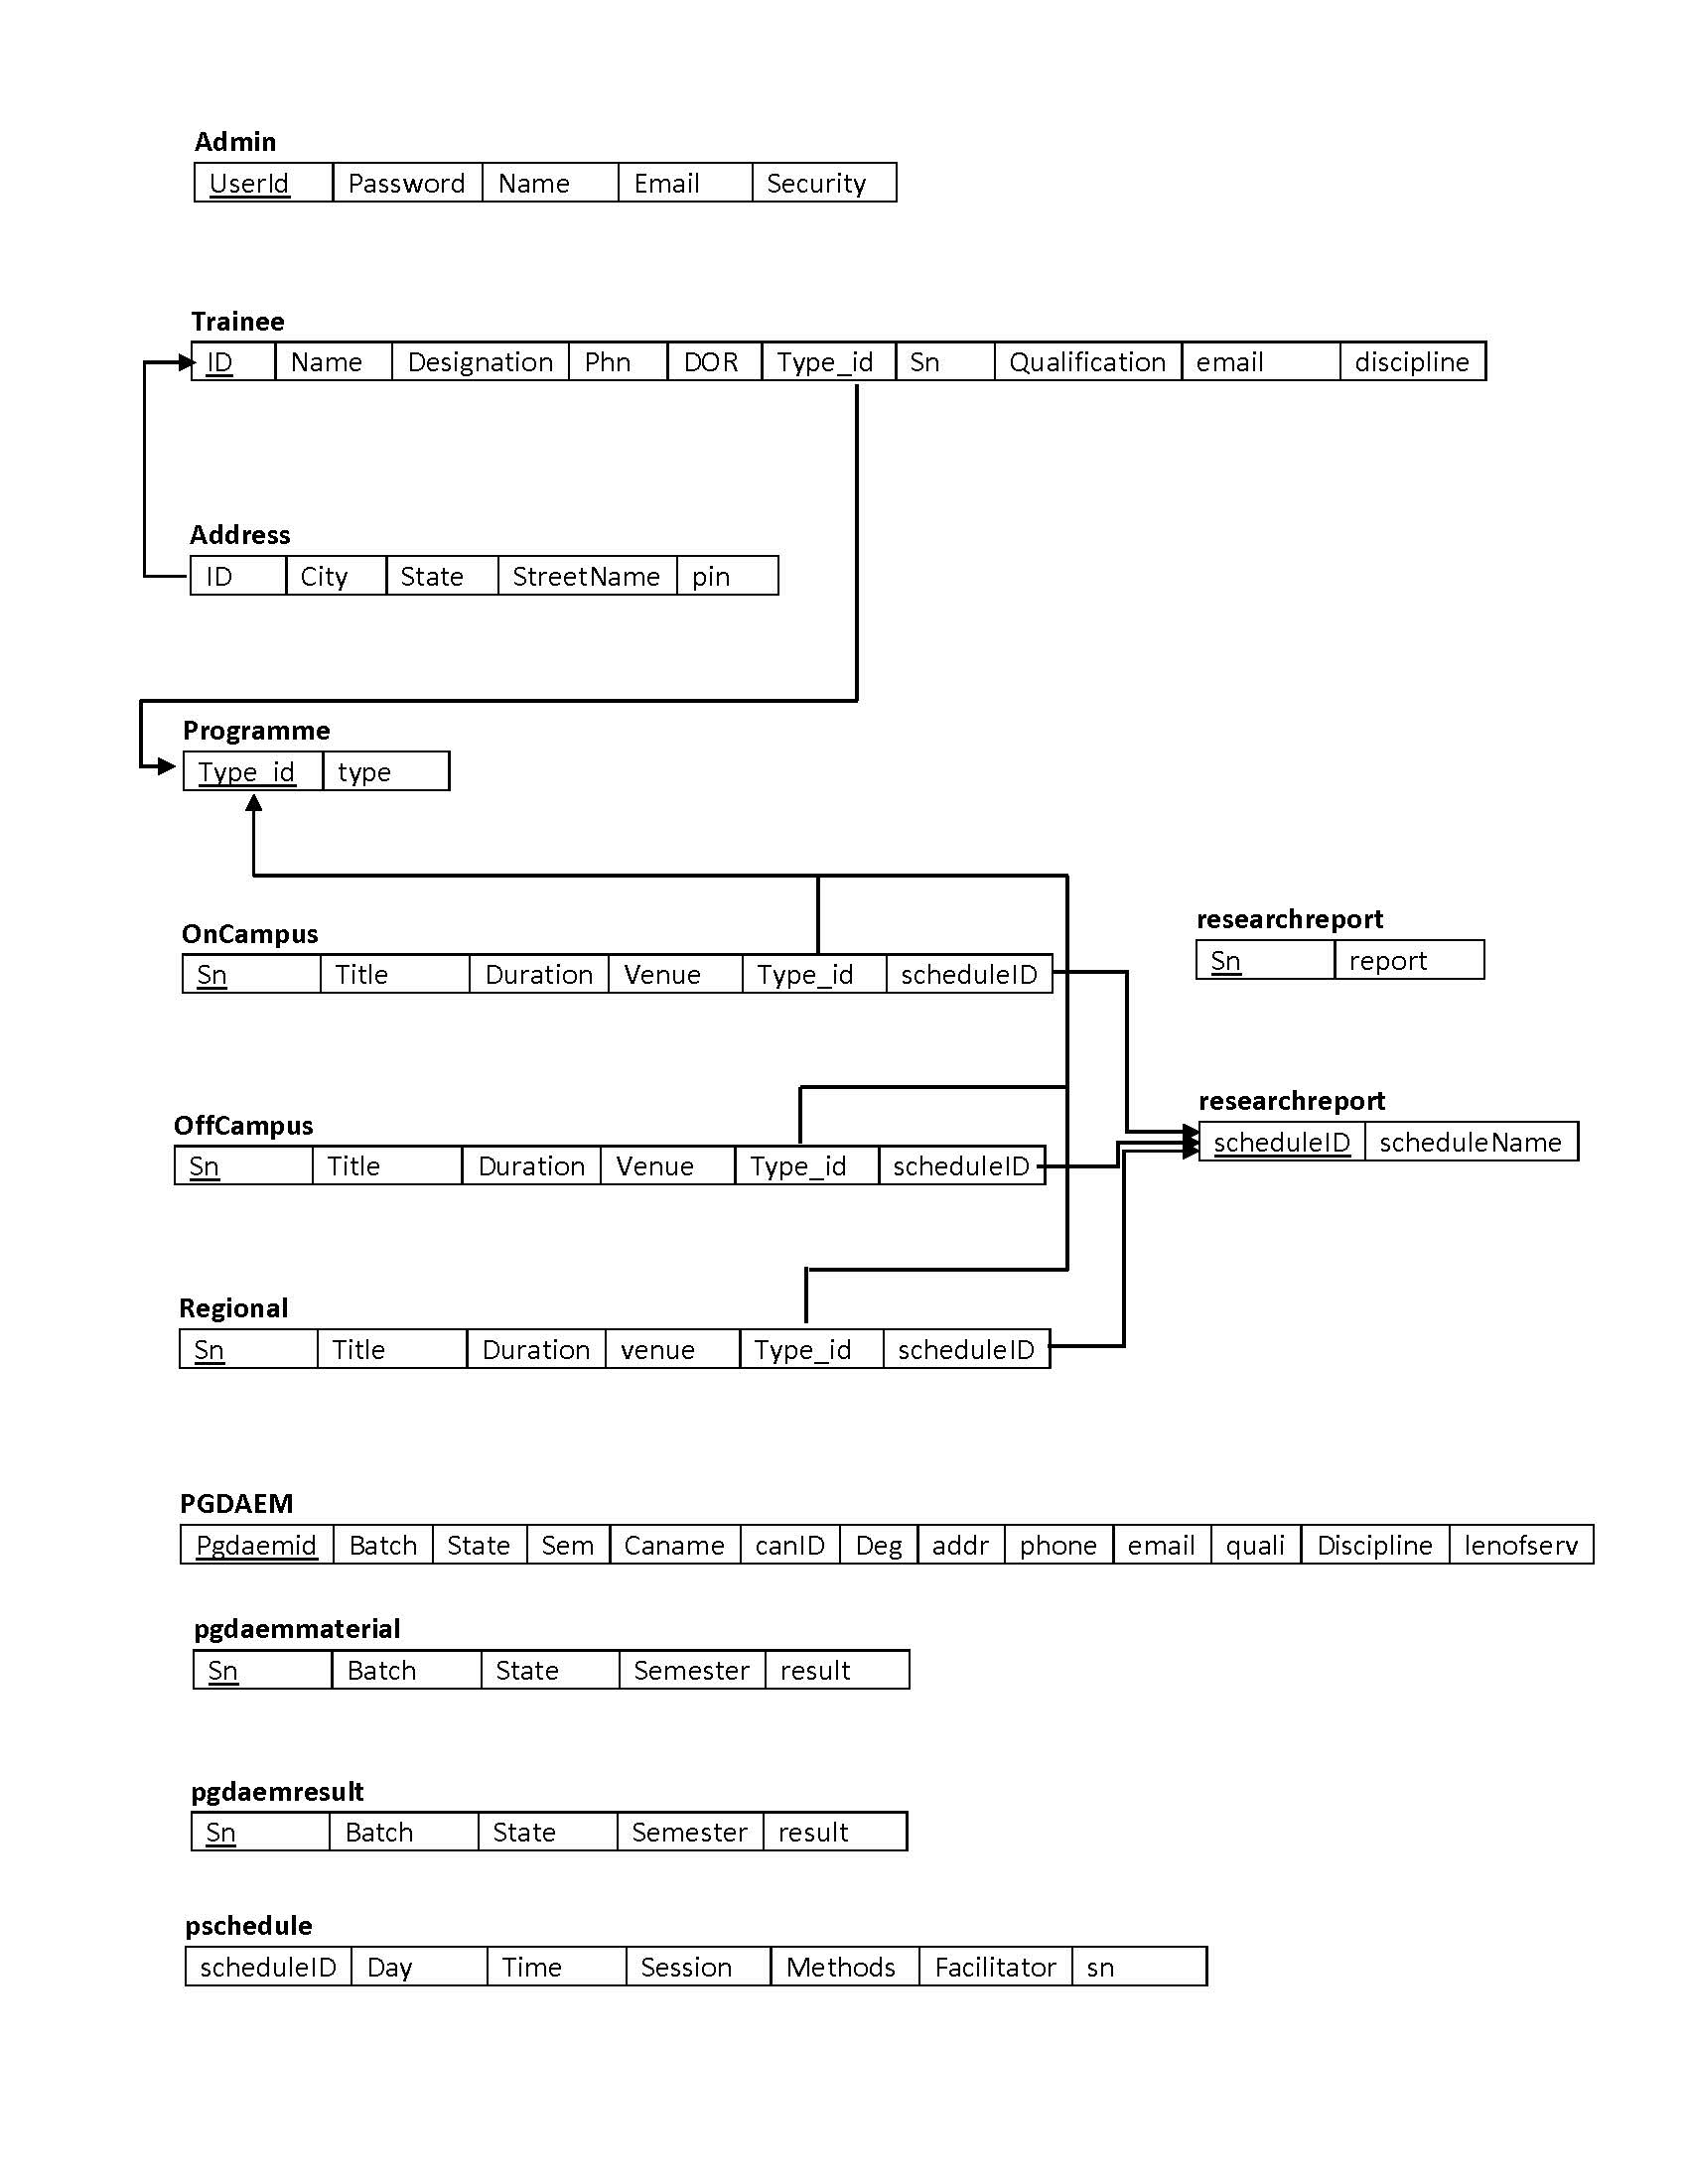 Admin
UserId Password Name Email Security
Trainee
ID Name Designation Phn DOR Type_id Sn Qualification email discipline
Address
ID City State StreetName pin
Programme
Type_id type
OnCampus
Sn Title Duration Venue Type_id scheduleID
researchreport
Sn report
OffCampus
Sn Title Duration Venue Type_id scheduleID
researchreport
scheduleID scheduleName
Regional
Sn Title Duration venue Type_id scheduleID
PGDAEM
Pgdaemid Batch State Sem Caname canID Deg addr phone email quali Discipline lenofserv
pgdaemmaterial
Sn Batch State Semester result
pgdaemresult
Sn Batch State Semester result
pschedule
scheduleID Day Time Session Methods Facilitator sn